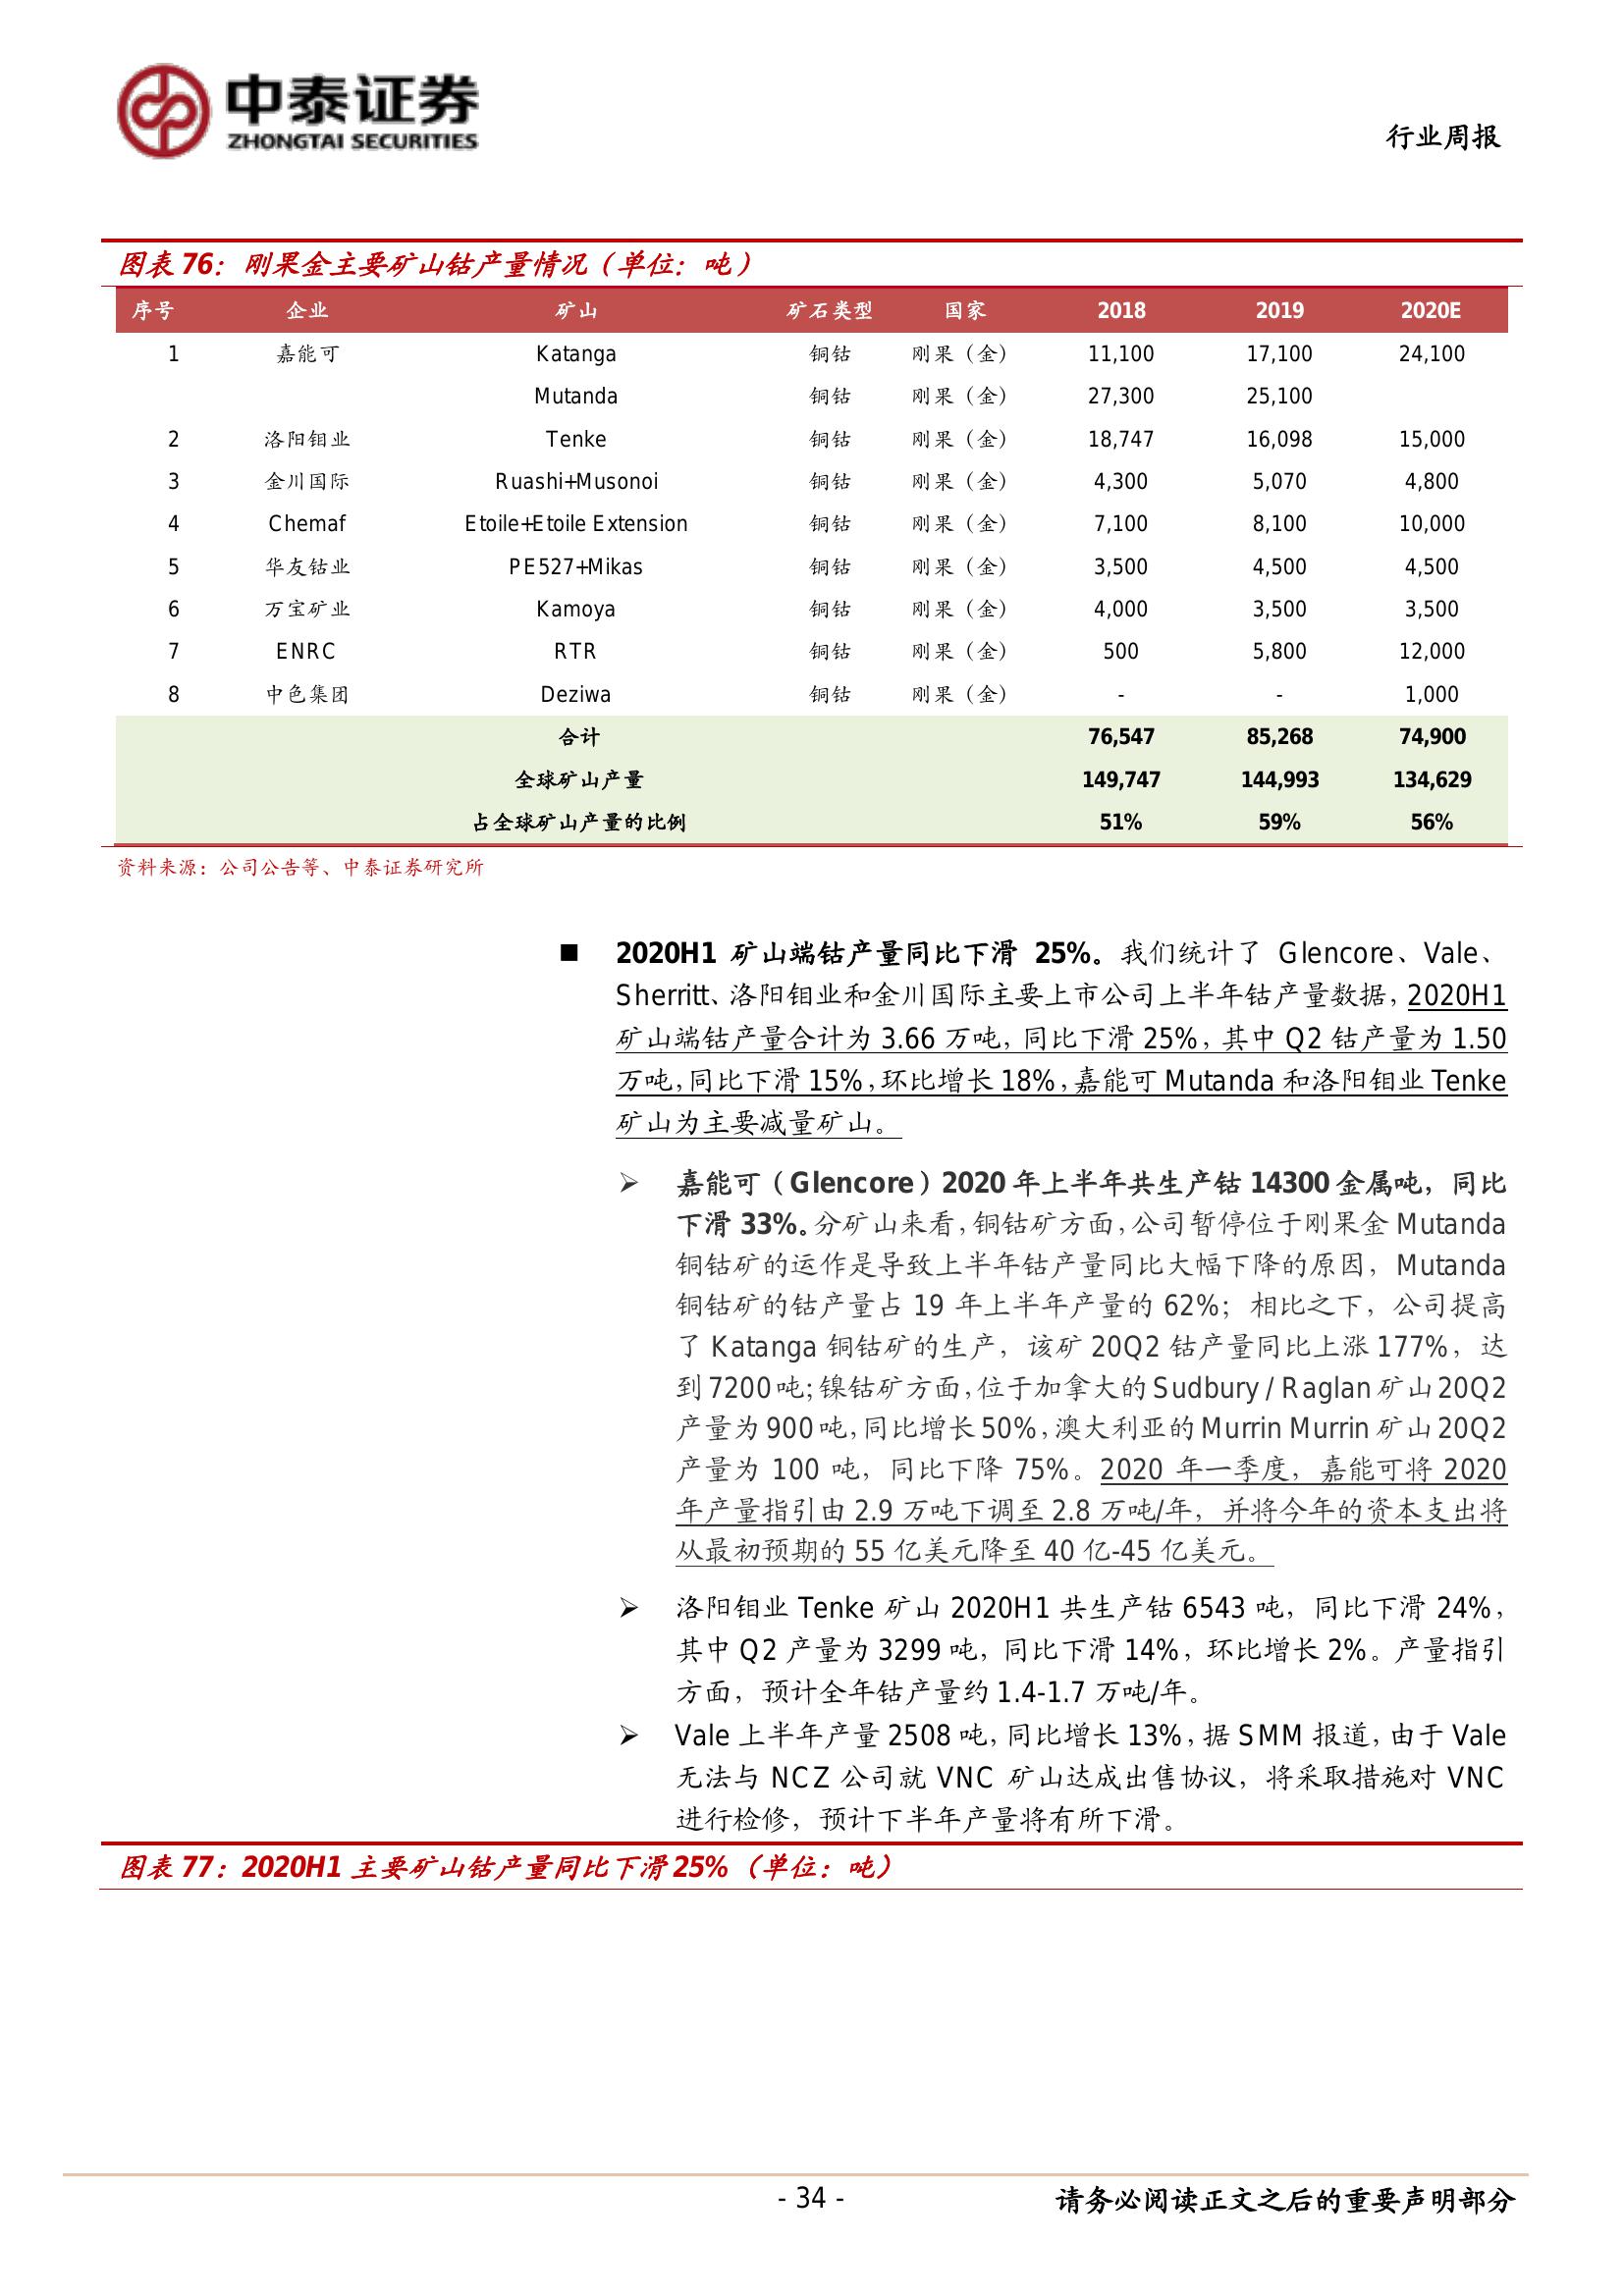 中泰证券
ZHONGTAI SECURITIES
行业周报
图表 76：刚果金主要矿山钴产量情况（单位：吨）
序号 企业 矿山 矿石类型 国家 2018 2019 2020E
1 嘉能可 Katanga 铜钴 刚果（金） 11,100 17,100 24,100
Mutanda 铜钴 刚果（金） 27,300 25,100
2 洛阳钼业 Tenke 铜钴 刚果（金） 18,747 16,098 15,000
3 金川国际 Ruashi+Musonoi 铜钴 刚果（金） 4,300 5,070 4,800
4 Chemaf Etoile+Etoile Extension 铜钴 刚果（金） 7,100 8,100 10,000
5 华友钴业 PE527+Mikas 铜钴 刚果（金） 3,500 4,500 4,500
6 万宝矿业 Kamoya 铜钴 刚果（金） 4,000 3,500 3,500
7 ENRC RTR 铜钴 刚果（金） 500 5,800 12,000
8 中色集团 Deziwa 铜钴 刚果（金） - - 1,000
合计 76,547 85,268 74,900
全球矿山产量 149,747 144,993 134,629
占全球矿山产量的比例 51% 59% 56%
资料来源：公司公告等、中泰证券研究所
■ 2020H1 矿山端钴产量同比下滑 25%。我们统计了 Glencore、Vale、
Sherritt、洛阳钼业和金川国际主要上市公司上半年钴产量数据，2020H1
矿山端钴产量合计为 3.66 万吨，同比下滑 25%，其中 Q2 钴产量为 1.50
万吨，同比下滑 15%，环比增长 18%，嘉能可 Mutanda 和洛阳钼业 Tenke
矿山为主要减量矿山。
➢ 嘉能可（Glencore）2020 年上半年共生产钴 14300 金属吨，同比
下滑 33%。分矿山来看，铜钴矿方面，公司暂停位于刚果金 Mutanda
铜钴矿的运作是导致上半年钴产量同比大幅下降的原因，Mutanda
铜钴矿的钴产量占 19 年上半年产量的 62%；相比之下，公司提高
了 Katanga 铜钴矿的生产，该矿 20Q2 钴产量同比上涨 177%，达
到 7200 吨；镍钴矿方面，位于加拿大的 Sudbury / Raglan 矿山 20Q2
产量为 900 吨，同比增长 50%，澳大利亚的 Murrin Murrin 矿山 20Q2
产量为 100 吨，同比下降 75%。2020 年一季度，嘉能可将 2020
年产量指引由 2.9 万吨下调至 2.8 万吨/年，并将今年的资本支出将
从最初预期的 55 亿美元降至 40 亿-45 亿美元。
➢ 洛阳钼业 Tenke 矿山 2020H1 共生产钴 6543 吨，同比下滑 24%，
其中 Q2 产量为 3299 吨，同比下滑 14%，环比增长 2%。产量指引
方面，预计全年钴产量约 1.4-1.7 万吨/年。
➢ Vale 上半年产量 2508 吨，同比增长 13%，据 SMM 报道，由于 Vale
无法与 NCZ 公司就 VNC 矿山达成出售协议，将采取措施对 VNC
进行检修，预计下半年产量将有所下滑。
图表 77：2020H1 主要矿山钴产量同比下滑 25%（单位：吨）
- 34 -
请务必阅读正文之后的重要声明部分